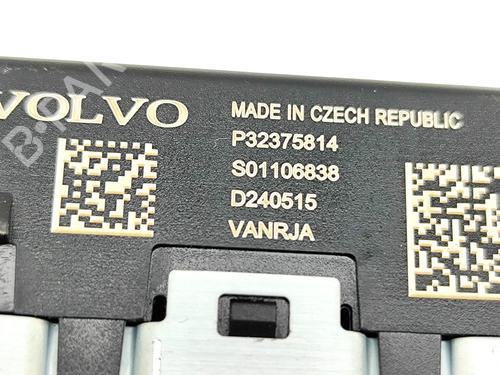 VOLVO
MADE IN CZECH REPUBLIC
P32375814
S01106838
D240515
VANRJA